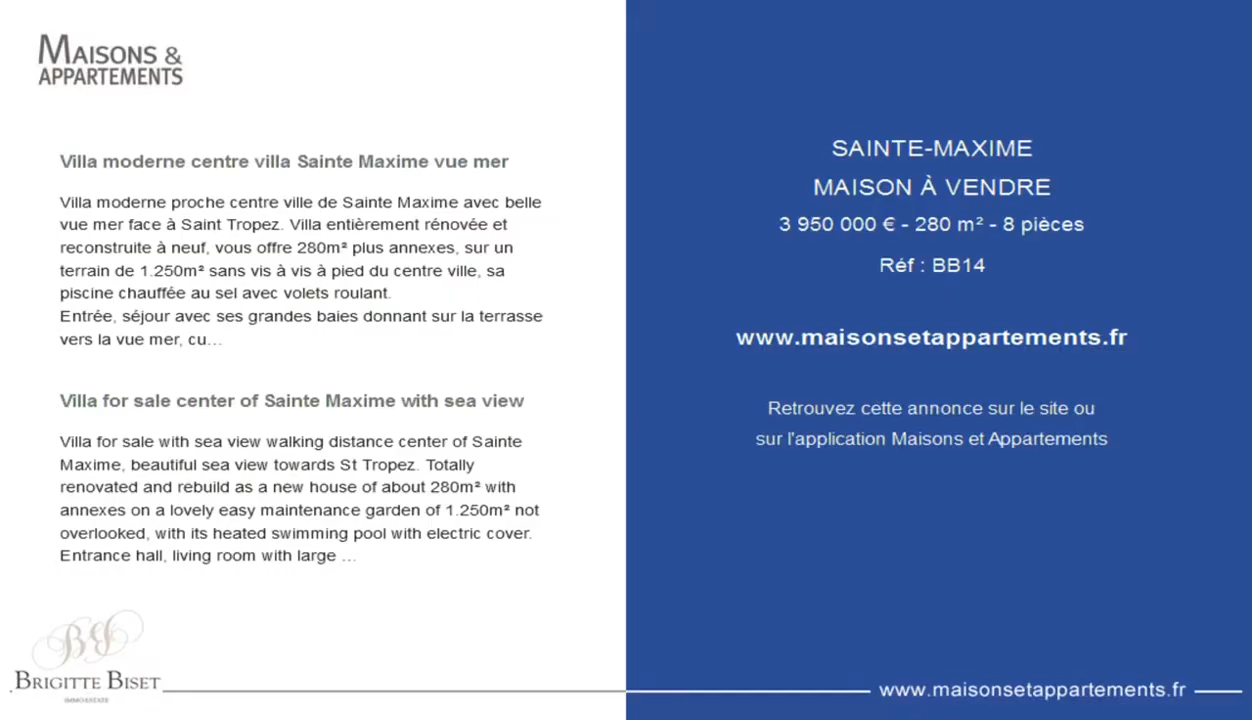 MAISONS &
APPARTEMENTS
Villa moderne centre villa Sainte Maxime vue mer
Villa moderne proche centre ville de Sainte Maxime avec belle
vue mer face à Saint Tropez. Villa entièrement rénovée et
reconstruite à neuf, vous offre 280m² plus annexes, sur un
terrain de 1.250m² sans vis à vis à pied du centre ville, sa
piscine chauffée au sel avec volets roulant.
Entrée, séjour avec ses grandes baies donnant sur la terrasse
vers la vue mer, cu...
Villa for sale center of Sainte Maxime with sea view
Villa for sale with sea view walking distance center of Sainte
Maxime, beautiful sea view towards St Tropez. Totally
renovated and rebuild as a new house of about 280m² with
annexes on a lovely easy maintenance garden of 1.250m² not
overlooked, with its heated swimming pool with electric cover.
Entrance hall, living room with large ...
BRIGITTE BISET
IMMO-ESTATE
SAINTE-MAXIME
MAISON À VENDRE
3 950 000 € - 280 m² - 8 pièces
Réf : BB14
www.maisonsetappartements.fr
Retrouvez cette annonce sur le site ou
sur l'application Maisons et Appartements
www.maisonsetappartements.fr